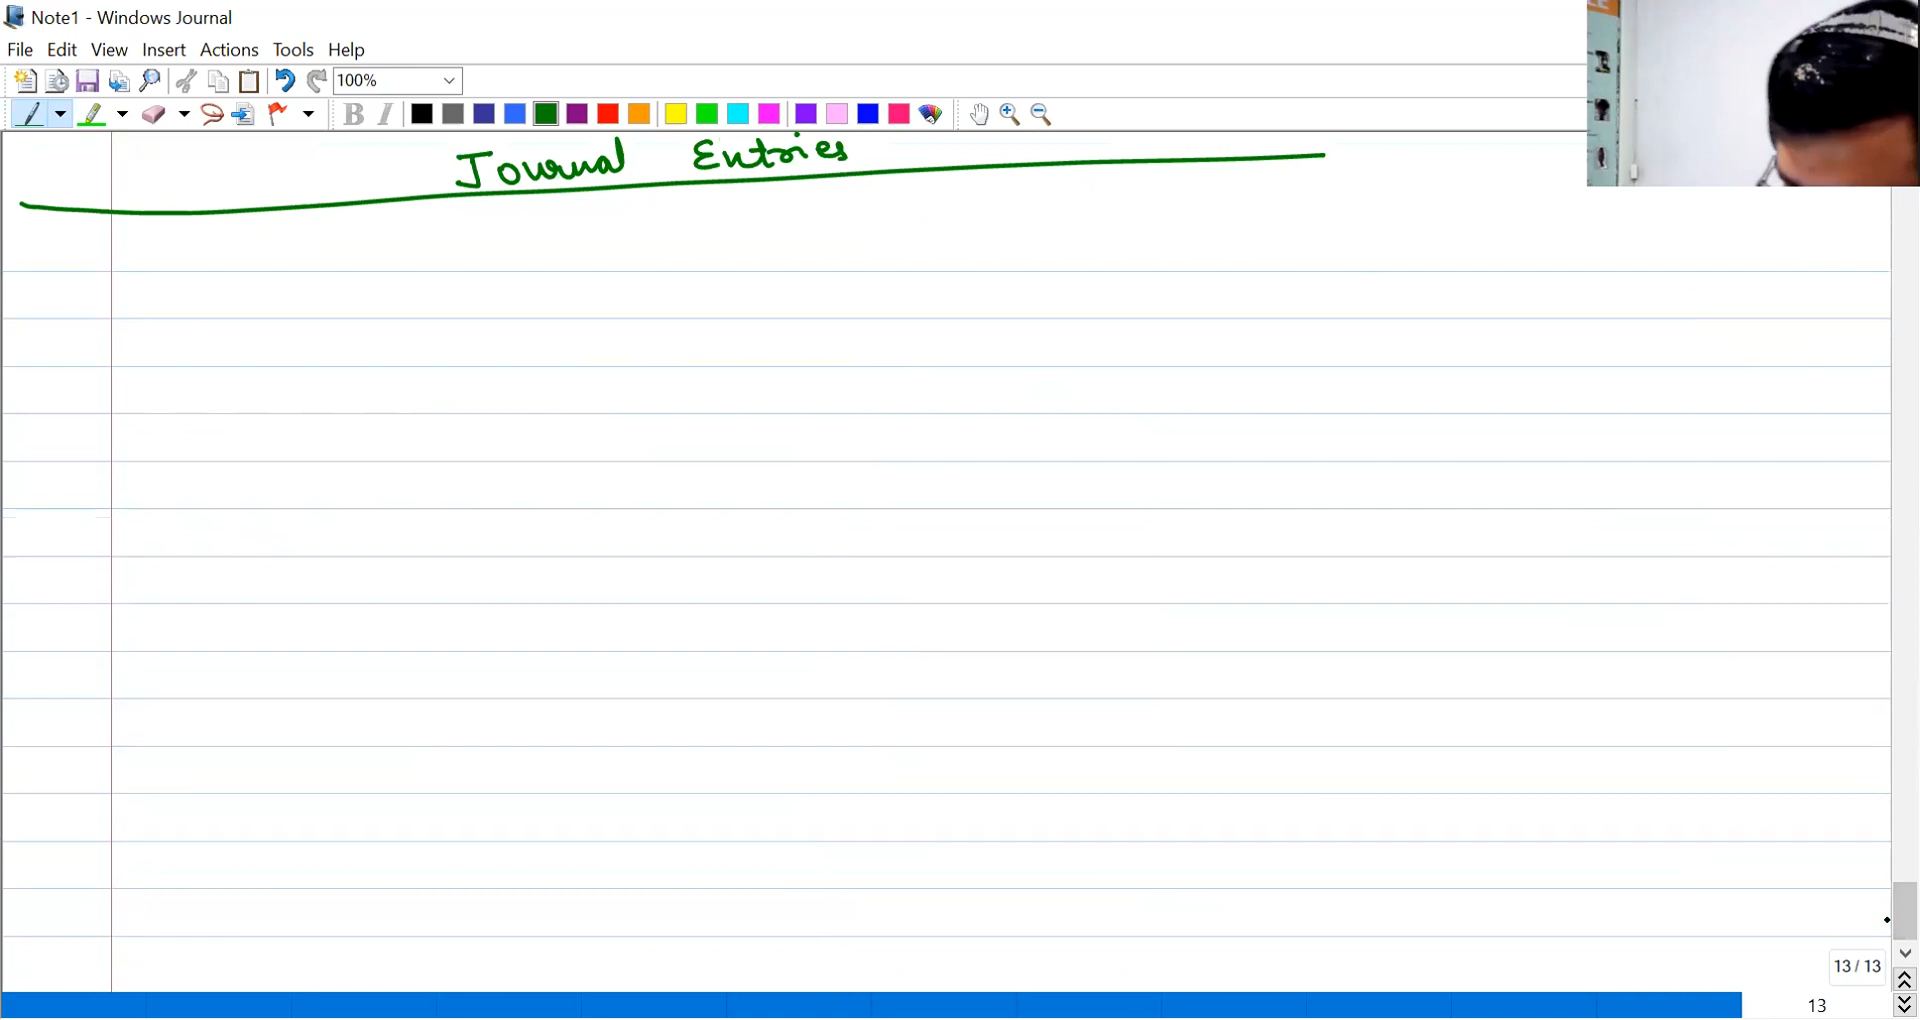 Note1 - Windows Journal
File Edit View Insert Actions Tools Help
100%
B I
Journal Entries
13 / 13
13